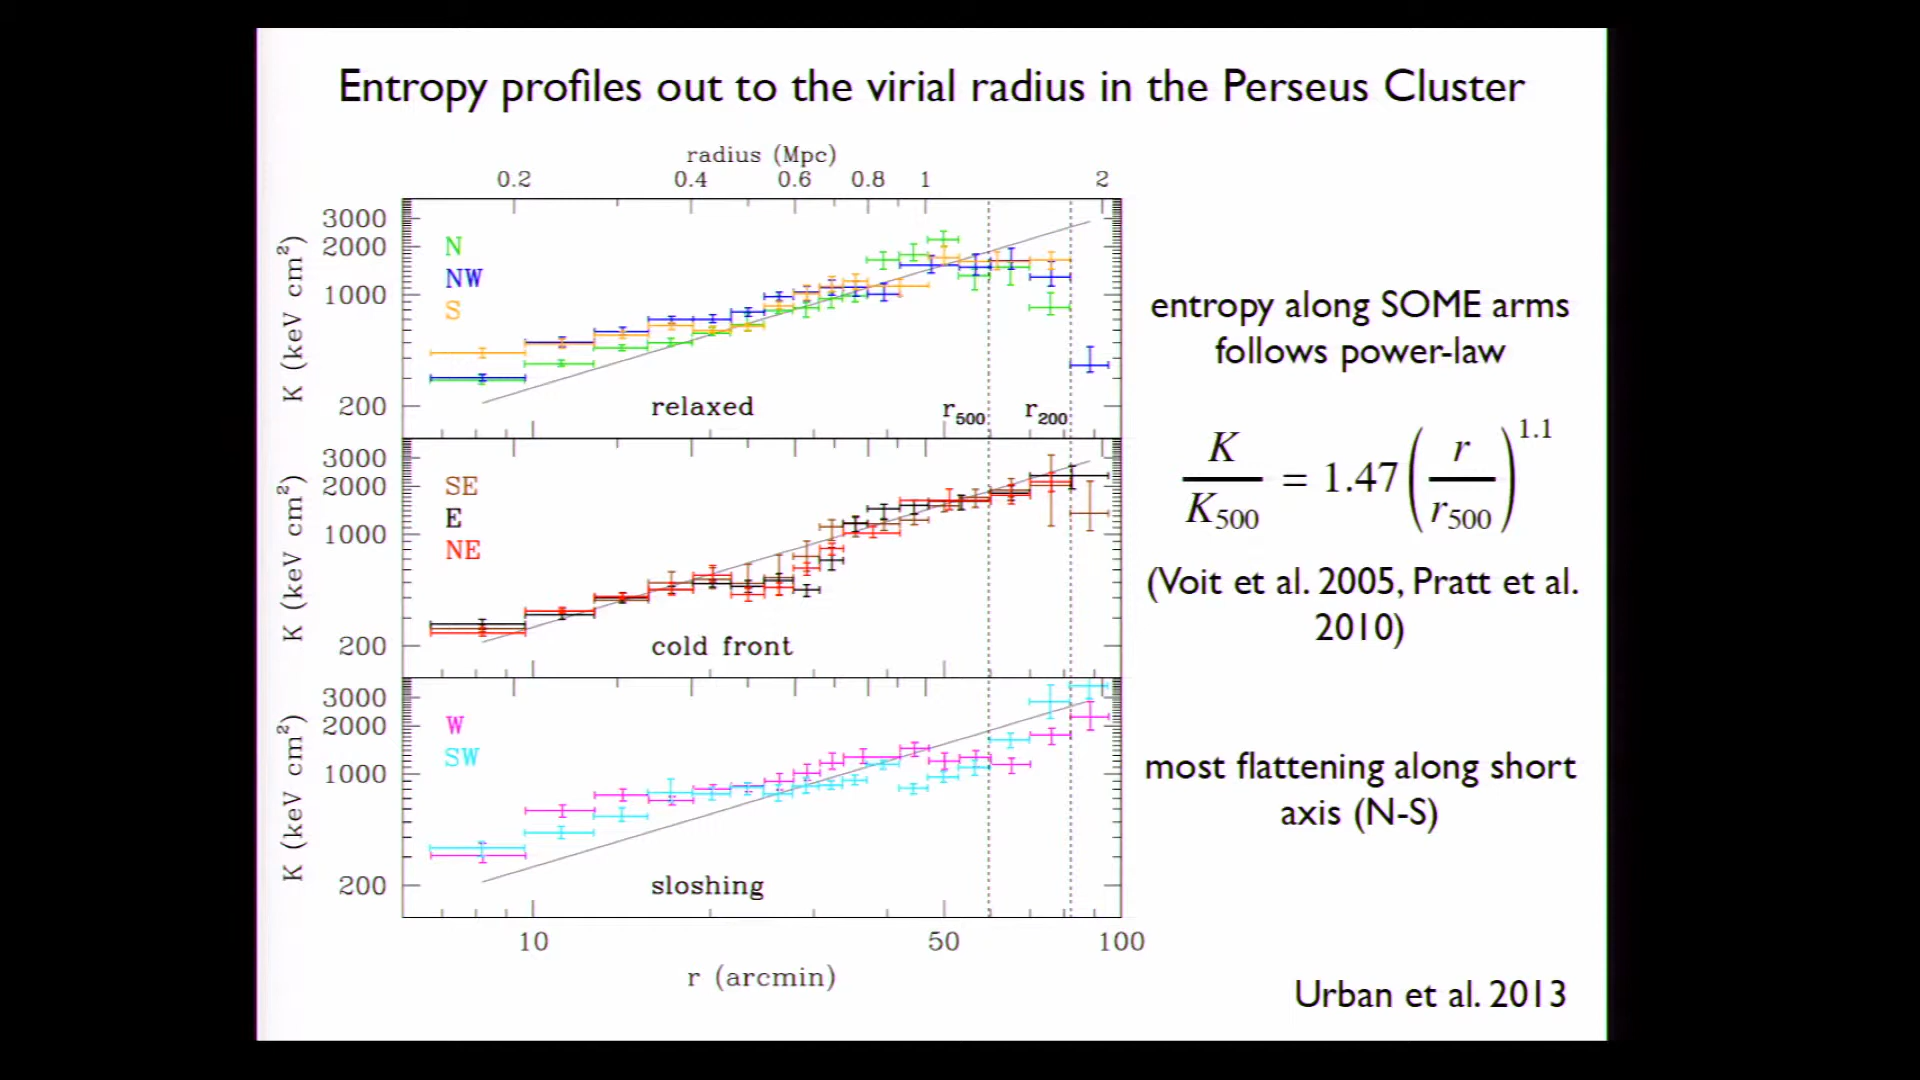 Entropy profiles out to the virial radius in the Perseus Cluster
radius (Mpc)
0.2 0.4 0.6 0.8 1 2
K (keV cm²)
3000
2000
1000
200
N
NW
S
relaxed
r500
r200
K (keV cm²)
3000
2000
1000
200
SE
E
NE
cold front
K (keV cm²)
3000
2000
1000
200
W
SW
sloshing
10 50 100
r (arcmin)
entropy along SOME arms
follows power-law
K/K500 = 1.47 (r/r500)^1.1
(Voit et al. 2005, Pratt et al.
2010)
most flattening along short
axis (N-S)
Urban et al. 2013